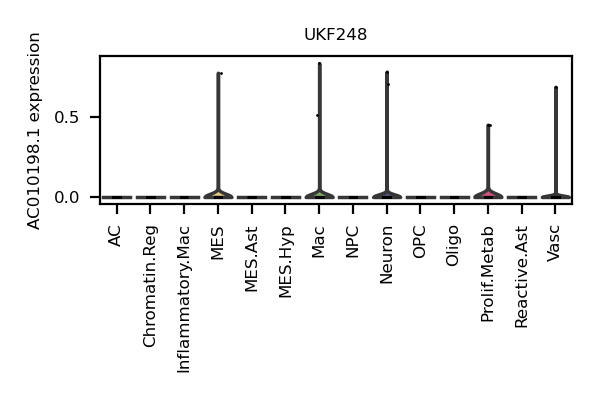 UKF248
AC010198.1 expression
0.5
0.0
AC
Chromatin.Reg
Inflammatory.Mac
MES
MES.Ast
MES.Hyp
Mac
NPC
Neuron
OPC
Oligo
Prolif.Metab
Reactive.Ast
Vasc